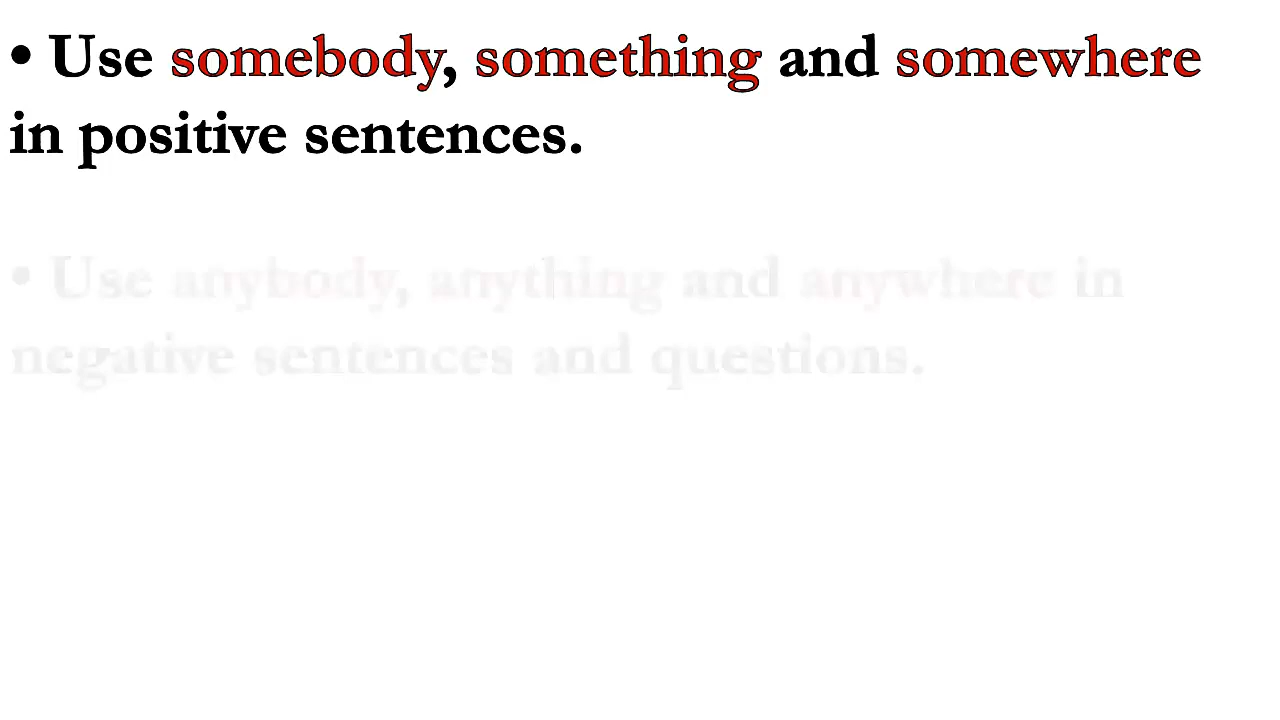 • Use somebody, something and somewhere
in positive sentences.
• Use anybody, anything and anywhere in
negative sentences and questions.